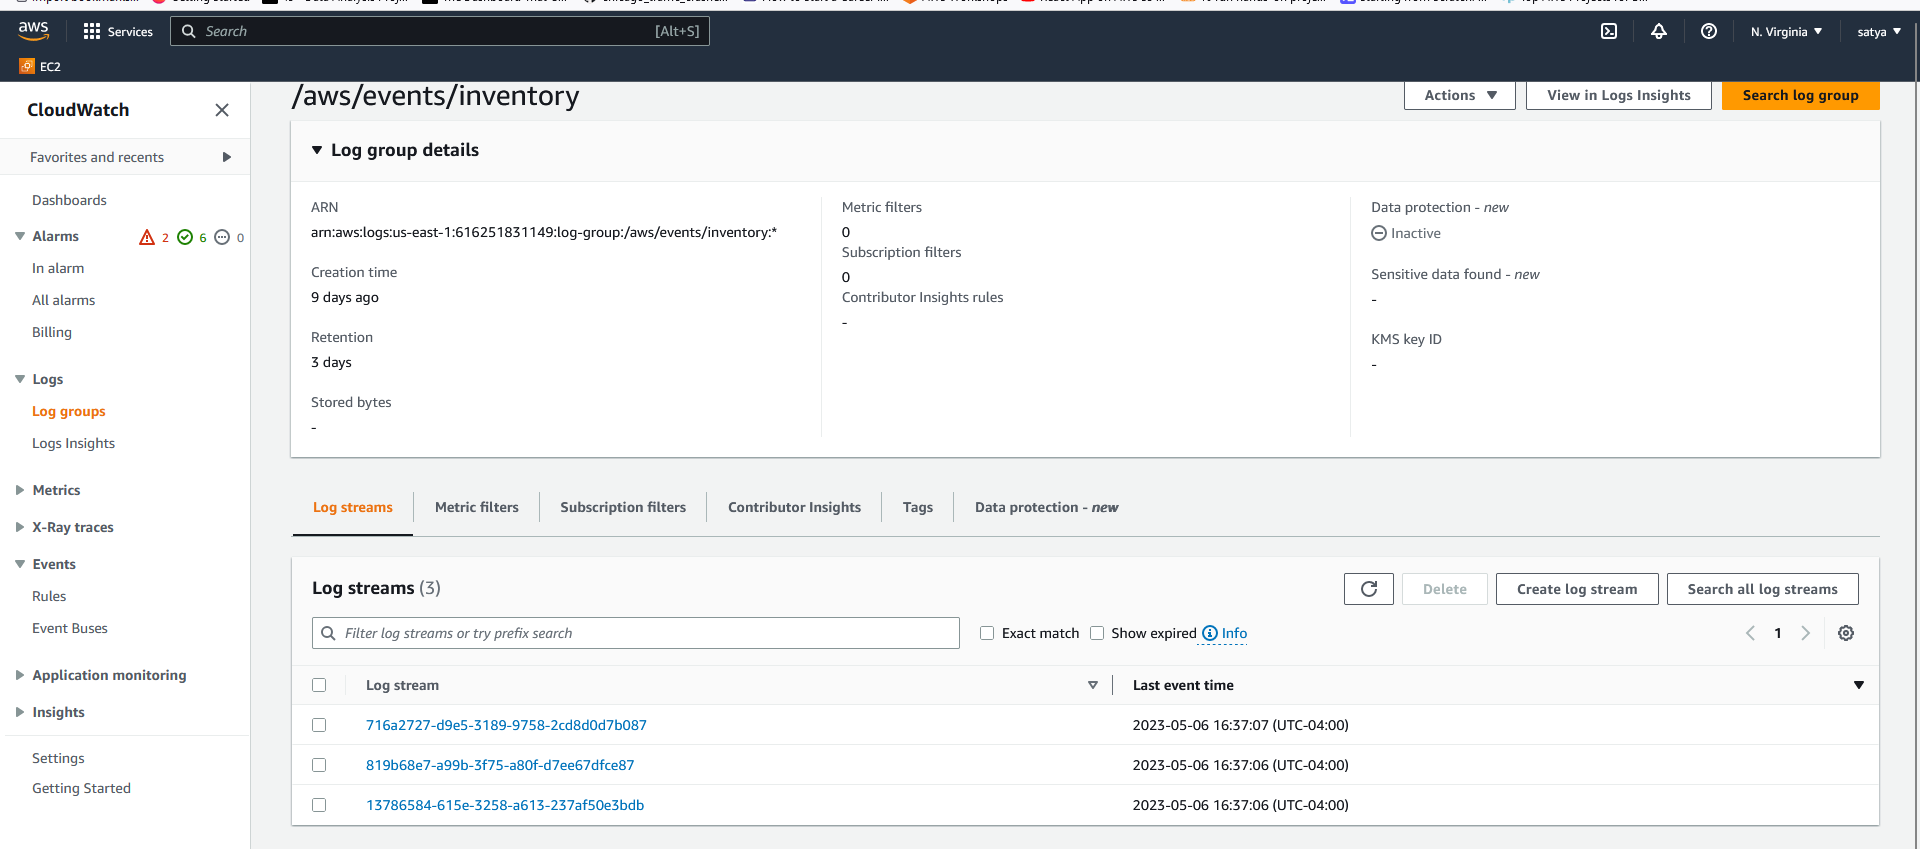 aws Services Search [Alt+S] N. Virginia satya
EC2
CloudWatch
Favorites and recents
Dashboards
Alarms 2 6 0
In alarm
All alarms
Billing
Logs
Log groups
Logs Insights
Metrics
X-Ray traces
Events
Rules
Event Buses
Application monitoring
Insights
Settings
Getting Started
/aws/events/inventory
Actions View in Logs Insights Search log group
Log group details
ARN
arn:aws:logs:us-east-1:616251831149:log-group:/aws/events/inventory:*
Creation time
9 days ago
Retention
3 days
Stored bytes
-
Metric filters
0
Subscription filters
0
Contributor Insights rules
-
Data protection - new
Inactive
Sensitive data found - new
-
KMS key ID
-
Log streams Metric filters Subscription filters Contributor Insights Tags Data protection - new
Log streams (3)
Delete Create log stream Search all log streams
Filter log streams or try prefix search Exact match Show expired Info 1
Log stream Last event time
716a2727-d9e5-3189-9758-2cd8d0d7b087 2023-05-06 16:37:07 (UTC-04:00)
819b68e7-a99b-3f75-a80f-d7ee67dfce87 2023-05-06 16:37:06 (UTC-04:00)
13786584-615e-3258-a613-237af50e3bdb 2023-05-06 16:37:06 (UTC-04:00)